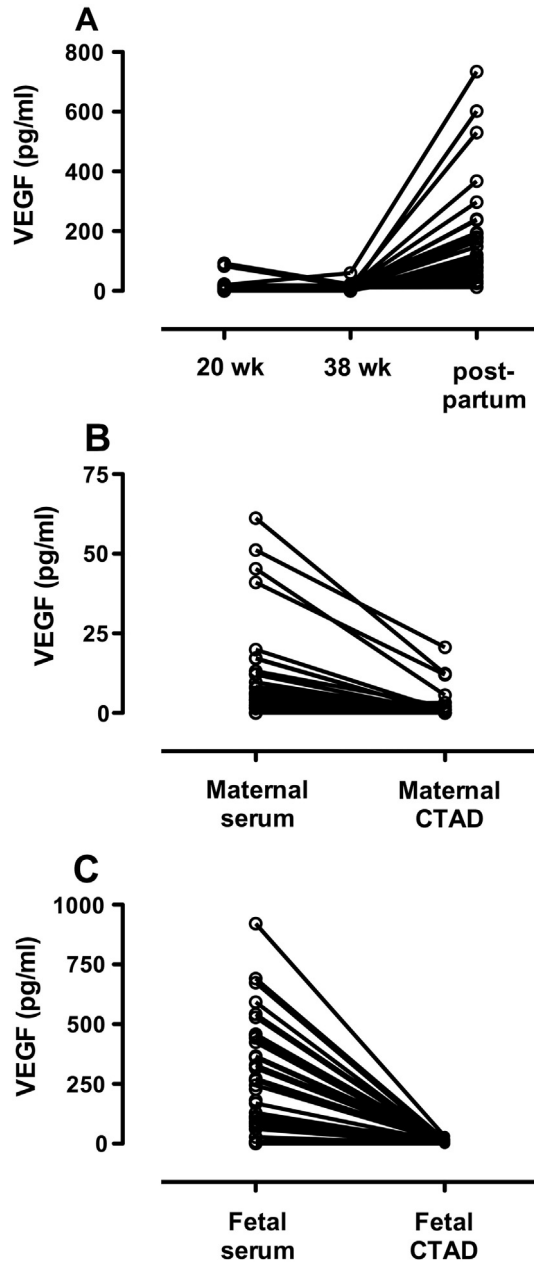 A
VEGF (pg/ml)
800
600
400
200
0
20 wk
38 wk
post-
partum
B
VEGF (pg/ml)
75
50
25
0
Maternal
serum
Maternal
CTAD
C
VEGF (pg/ml)
1000
750
500
250
0
Fetal
serum
Fetal
CTAD